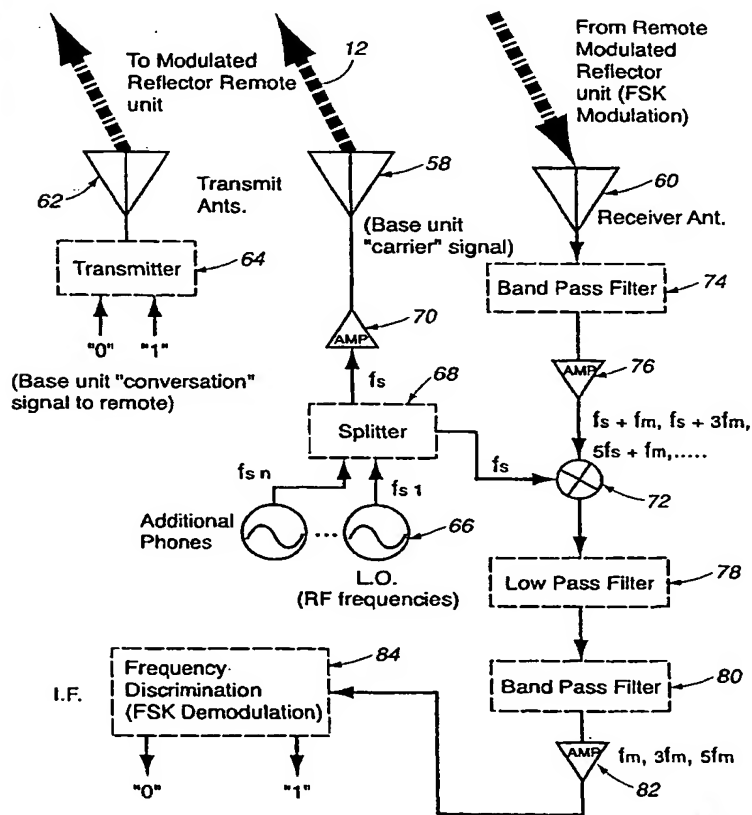 To Modulated
Reflector Remote
unit
12
From Remote
Modulated
Reflector
unit (FSK
Modulation)
62
Transmit
Ants.
58
60
Receiver Ant.
(Base unit
"carrier" signal)
Transmitter
64
"0" "1"
(Base unit "conversation"
signal to remote)
Band Pass Filter
74
AMP
70
AMP
76
fs
68
Splitter
fs + fm, fs + 3fm,
5fs + fm,.....
fs
72
fs n
fs 1
Additional
Phones
...
66
L.O.
(RF frequencies)
Low Pass Filter
78
84
I.F.
Frequency
Discrimination
(FSK Demodulation)
Band Pass Filter
80
AMP
fm, 3fm, 5fm
82
"0" "1"